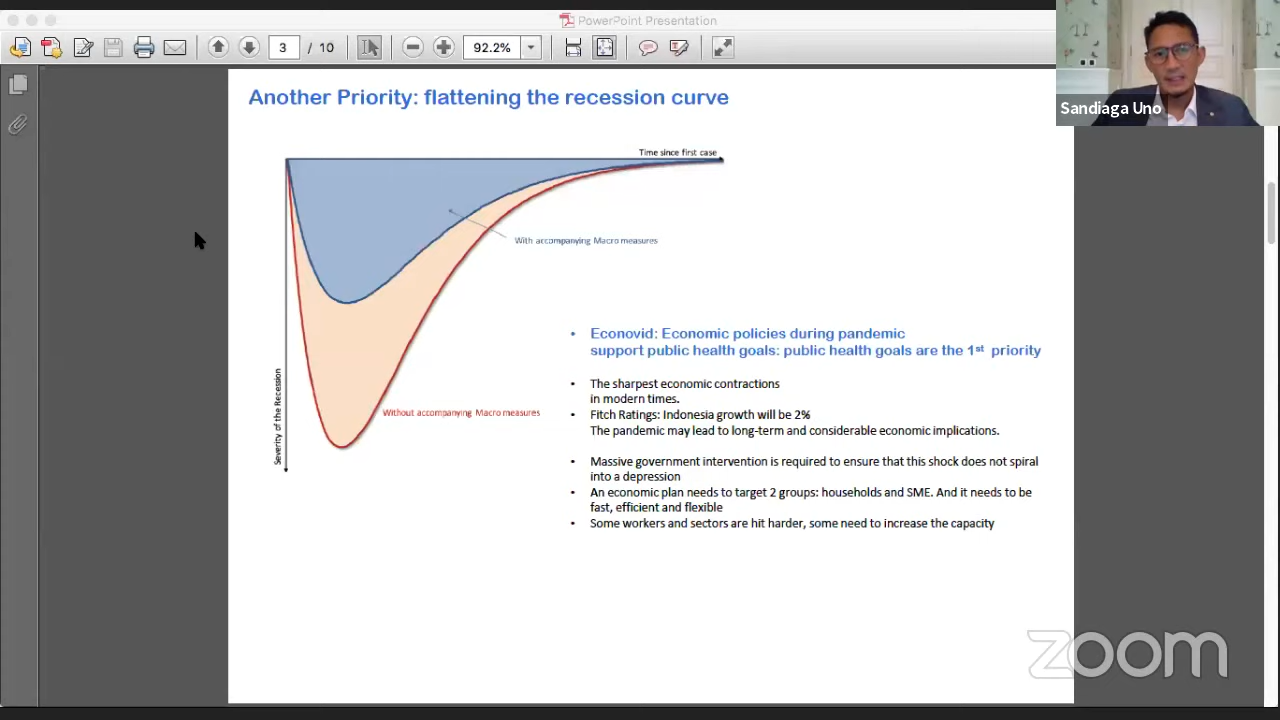 PowerPoint Presentation
3 / 10
92.2%
Sandiaga Uno
Another Priority: flattening the recession curve
Time since first case
With accompanying Macro measures
Without accompanying Macro measures
Severity of the Recession
• Econovid: Economic policies during pandemic
support public health goals: public health goals are the 1st priority
• The sharpest economic contractions
in modern times.
• Fitch Ratings: Indonesia growth will be 2%
The pandemic may lead to long-term and considerable economic implications.
• Massive government intervention is required to ensure that this shock does not spiral
into a depression
• An economic plan needs to target 2 groups: households and SME. And it needs to be
fast, efficient and flexible
• Some workers and sectors are hit harder, some need to increase the capacity
zoom